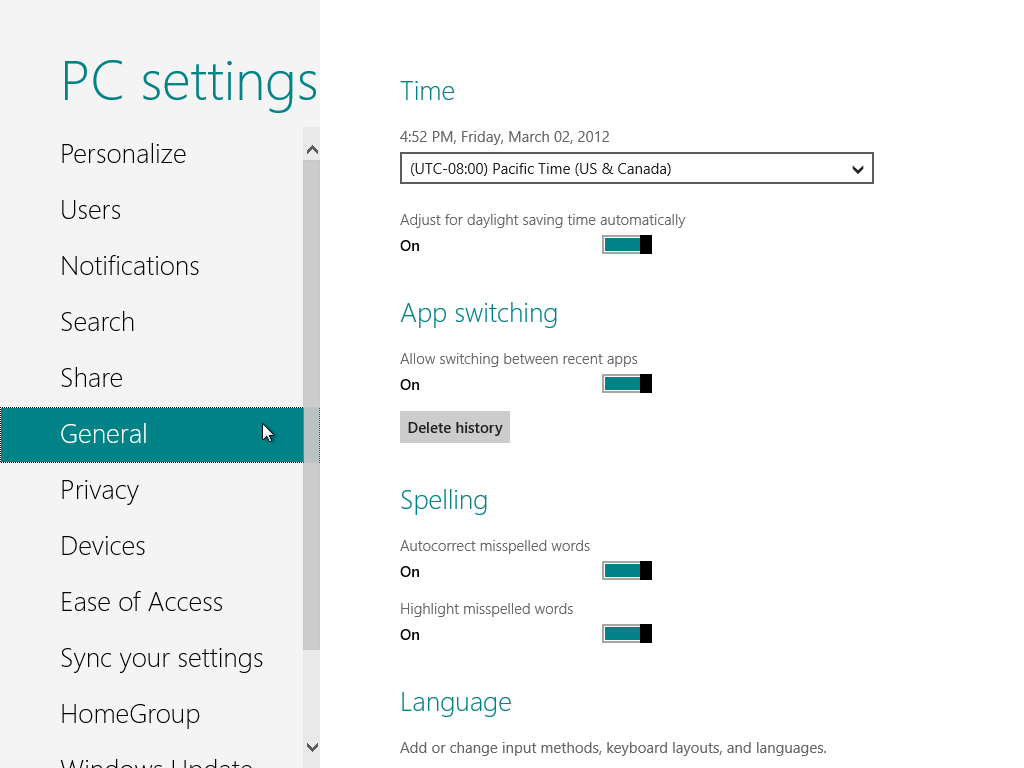 PC settings
Personalize
Users
Notifications
Search
Share
General
Privacy
Devices
Ease of Access
Sync your settings
HomeGroup
Windows Update
Time
4:52 PM, Friday, March 02, 2012
(UTC-08:00) Pacific Time (US & Canada)
Adjust for daylight saving time automatically
On
App switching
Allow switching between recent apps
On
Delete history
Spelling
Autocorrect misspelled words
On
Highlight misspelled words
On
Language
Add or change input methods, keyboard layouts, and languages.